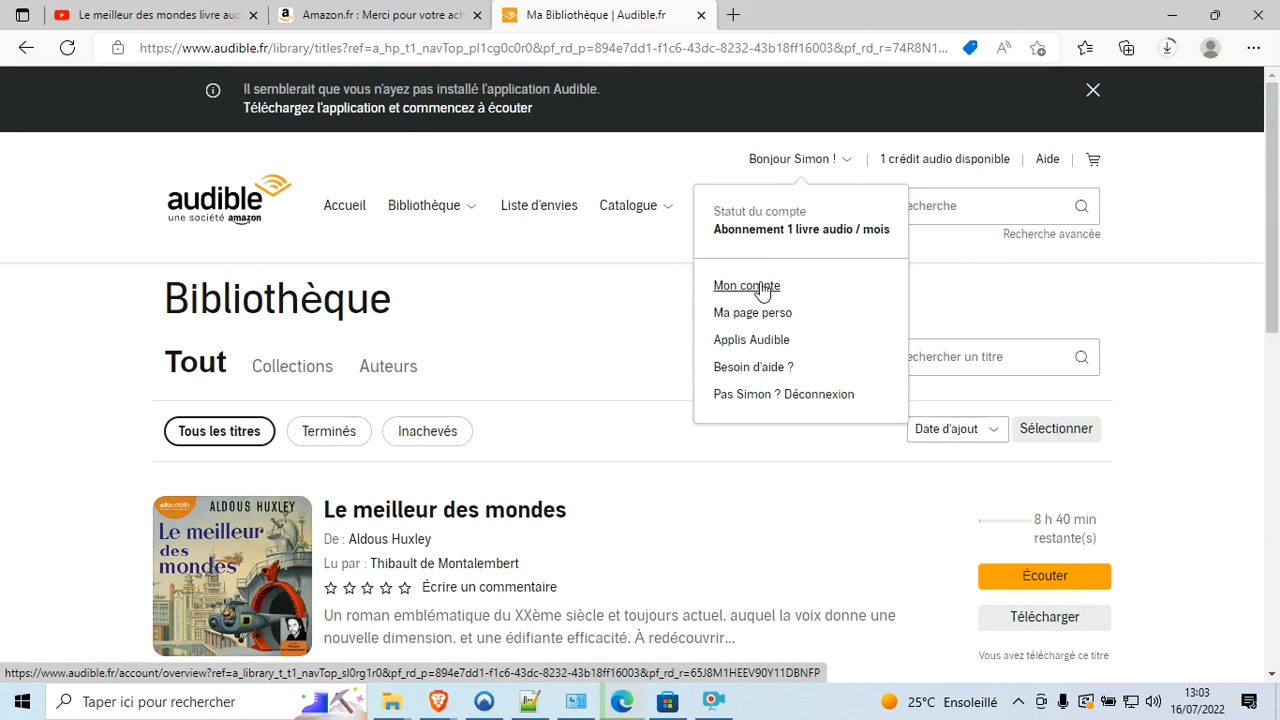 Le meilleur des mondes livre au
Amazon.fr : Merci pour votre ach
Ma Bibliothèque | Audible.fr
https://www.audible.fr/library/titles?ref=a_hp_t1_navTop_pl1cg0c0r0&pf_rd_p=894e7dd1-f1c6-43dc-8232-43b18ff16003&pf_rd_r=74R8N1...
Il semblerait que vous n'ayez pas installé l'application Audible.
Téléchargez l'application et commencez à écouter
Bonjour Simon ! | 1 crédit audio disponible | Aide |
audible
une société amazon
Accueil Bibliothèque Liste d'envies Catalogue
echerche
Recherche avancée
Statut du compte
Abonnement 1 livre audio / mois
Mon compte
Ma page perso
Applis Audible
Besoin d'aide ?
Pas Simon ? Déconnexion
Bibliothèque
Tout Collections Auteurs
echercher un titre
Tous les titres Terminés Inachevés
Date d'ajout Sélectionner
audiolib
ALDOUS HUXLEY
Le meilleur
des
mondes
Le meilleur des mondes
De : Aldous Huxley
Lu par : Thibault de Montalembert
Écrire un commentaire
Un roman emblématique du XXème siècle et toujours actuel, auquel la voix donne une
nouvelle dimension, et une édifiante efficacité. À redécouvrir...
8 h 40 min
restante(s)
Écouter
Télécharger
Vous avez téléchargé ce titre
https://www.audible.fr/account/overview?ref=a_library_t_t1_navTop_sl0rg1r0&pf_rd_p=894e7dd1-f1c6-43dc-8232-43b18ff16003&pf_rd_r=65J8M1HEEV90Y11DBNFP
Taper ici pour rechercher
25°C Ensoleille
13:03
16/07/2022